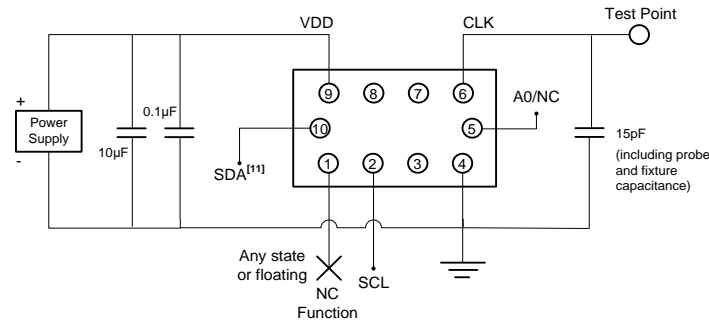 VDD
CLK
Test Point
+
Power
Supply
-
10µF
0.1µF
9
8
7
6
10
5
A0/NC
1
2
3
4
SDA[11]
15pF
(including probe
and fixture
capacitance)
Any state
or floating
NC
Function
SCL